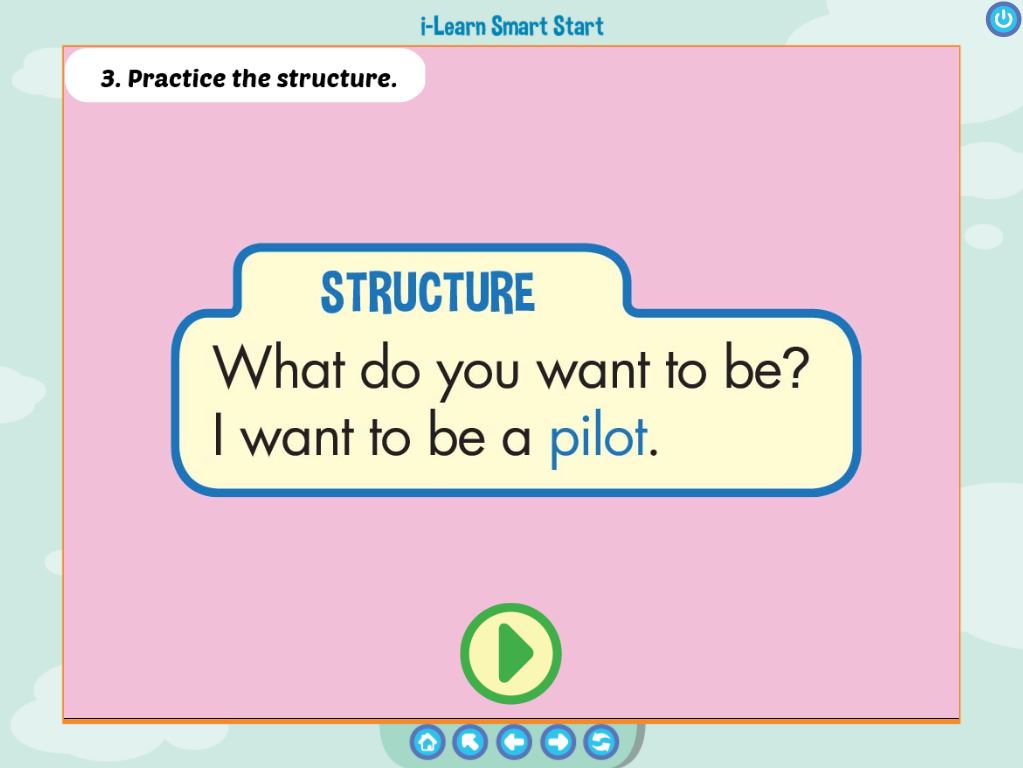 i-Learn Smart Start
3. Practice the structure.
STRUCTURE
What do you want to be?
I want to be a pilot.